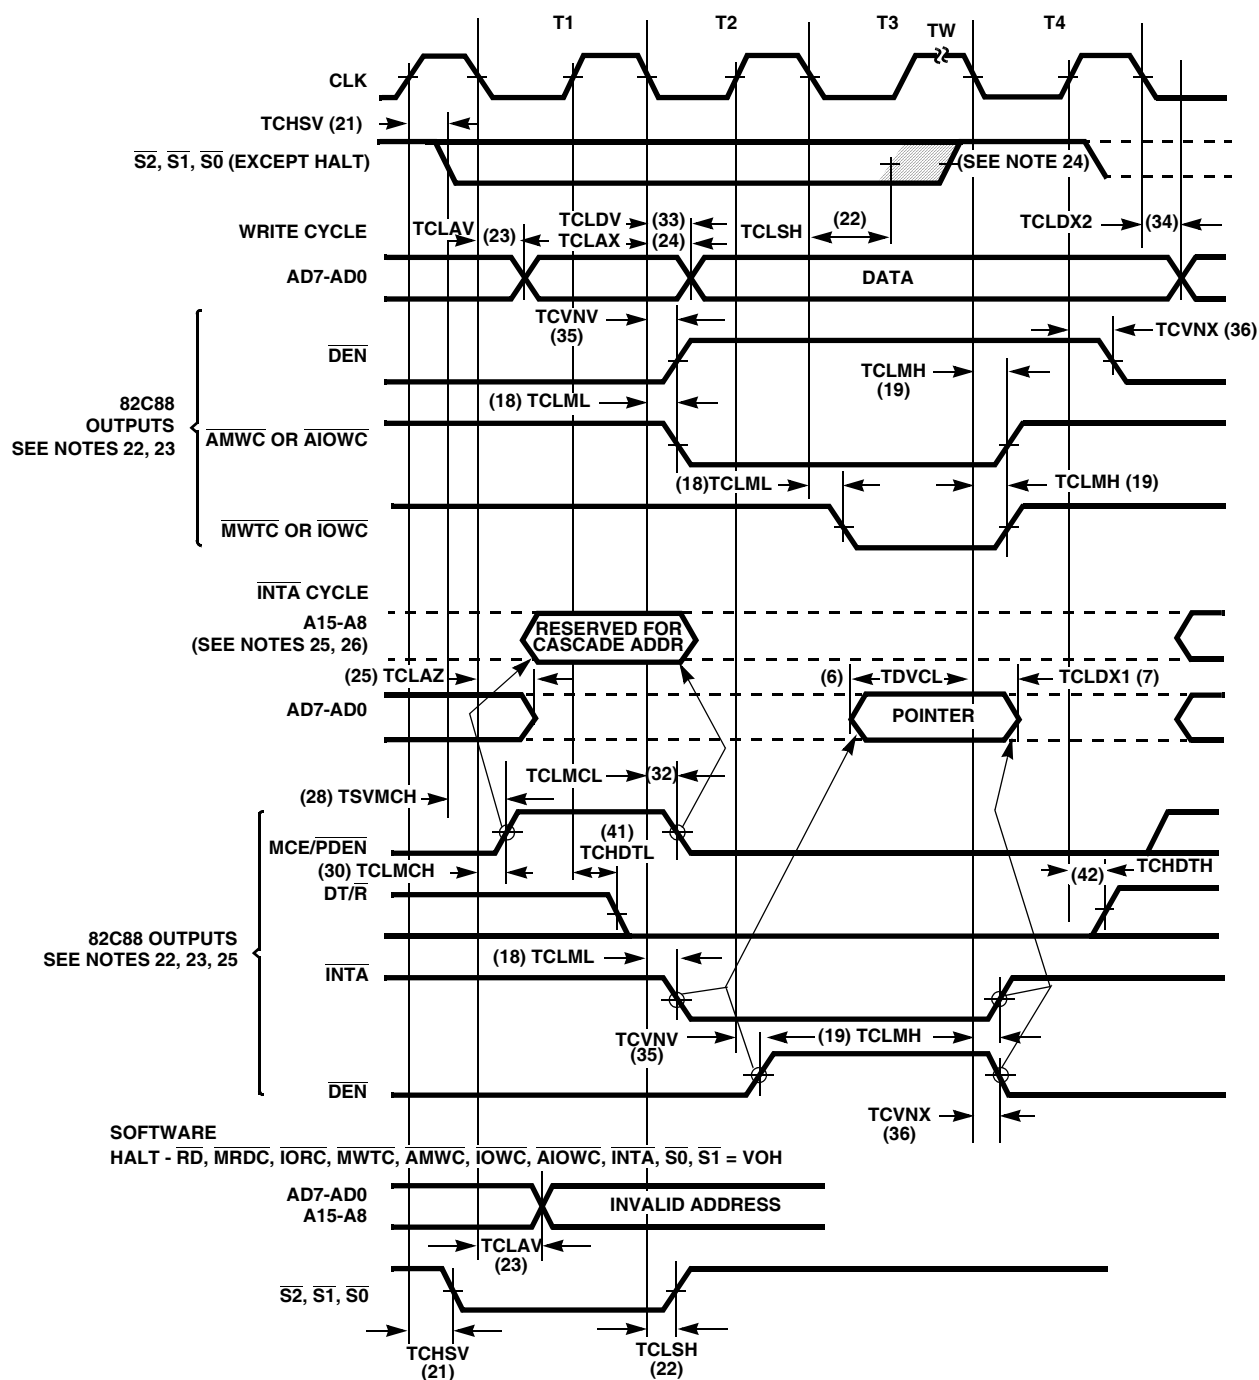 T1 T2 T3 TW T4
CLK
TCHSV (21)
S2, S1, S0 (EXCEPT HALT)
(SEE NOTE 24)
WRITE CYCLE
TCLAV (23)
TCLDV (33)
TCLAX (24)
TCLSH (22)
TCLDX2 (34)
AD7-AD0
DATA
TCVNV
(35)
TCVNX (36)
DEN
TCLMH
(19)
82C88
OUTPUTS
SEE NOTES 22, 23
(18) TCLML
AMWC OR AIOWC
(18)TCLML
TCLMH (19)
MWTC OR IOWC
INTA CYCLE
A15-A8
(SEE NOTES 25, 26)
RESERVED FOR
CASCADE ADDR
(25) TCLAZ
(6) TDVCL
TCLDX1 (7)
AD7-AD0
POINTER
TCLMCL (32)
(28) TSVMCH
MCE/PDEN
(41)
TCHDTL
(30) TCLMCH
(42) TCHDTH
DT/R
82C88 OUTPUTS
SEE NOTES 22, 23, 25
(18) TCLML
INTA
TCVNV
(35)
(19) TCLMH
DEN
TCVNX
(36)
SOFTWARE
HALT - RD, MRDC, IORC, MWTC, AMWC, IOWC, AIOWC, INTA, S0, S1 = VOH
AD7-AD0
A15-A8
INVALID ADDRESS
TCLAV
(23)
S2, S1, S0
TCHSV
(21)
TCLSH
(22)